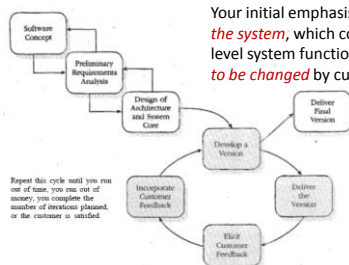 Your initial emphasis
the system, which co
level system function
to be changed by cu
Software
Concept
Preliminary
Requirements
Analysis
Design of
Architecture
and System
Core
Develop a
Version
Deliver
Final
Version
Deliver
the
Version
Elicit
Customer
Feedback
Incorporate
Customer
Feedback
Repeat this cycle until you run
out of time, you run out of
money, you complete the
number of iterations planned,
or the customer is satisfied.